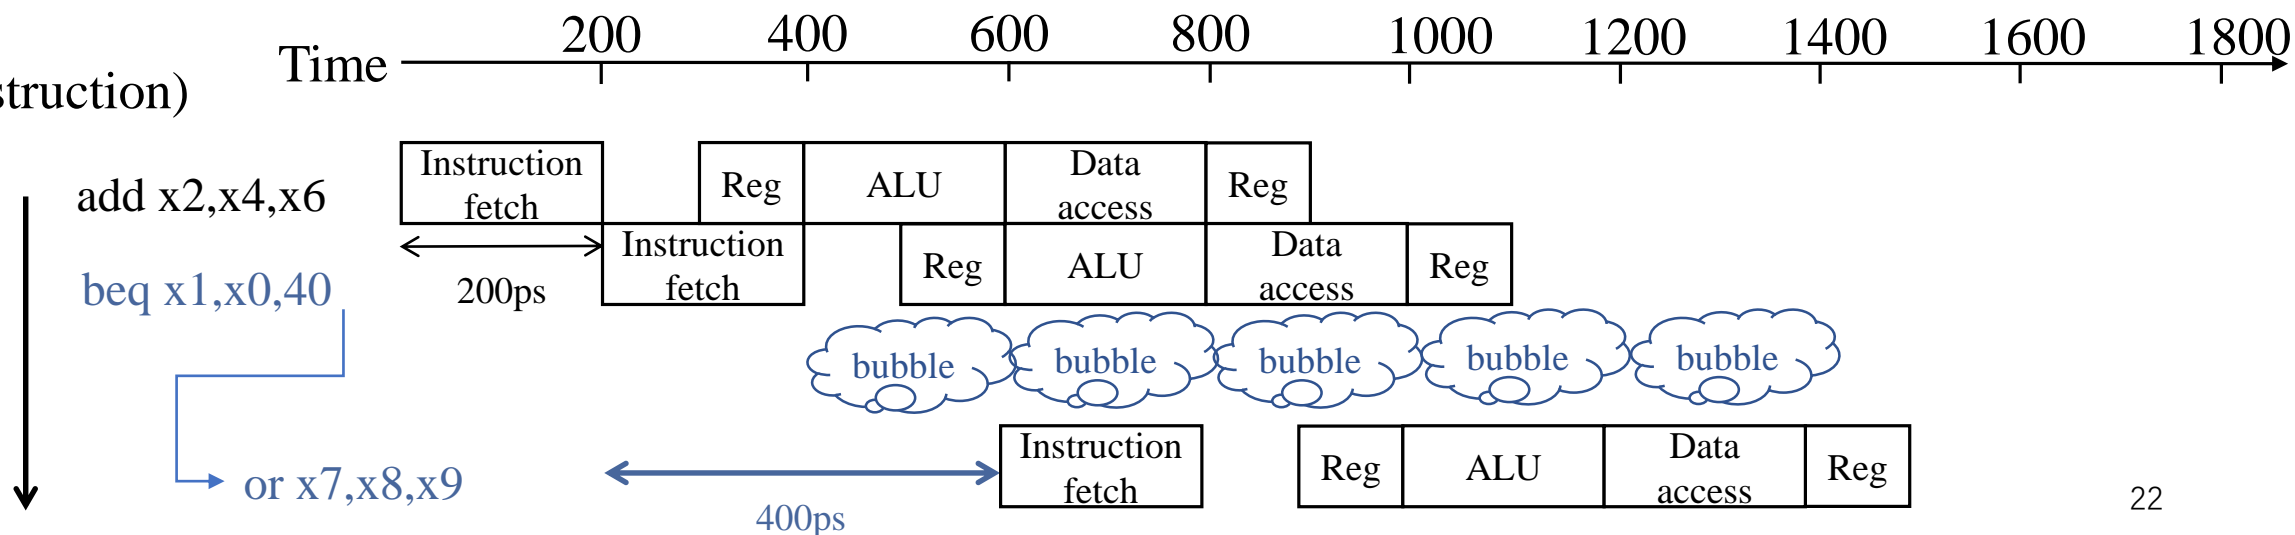 200 400 600 800 1000 1200 1400 1600 1800
Time
struction)
add x2,x4,x6
Instruction
fetch
Reg
ALU
Data
access
Reg
beq x1,x0,40
200ps
Instruction
fetch
Reg
ALU
Data
access
Reg
bubble bubble bubble bubble bubble
or x7,x8,x9
400ps
Instruction
fetch
Reg
ALU
Data
access
Reg
22